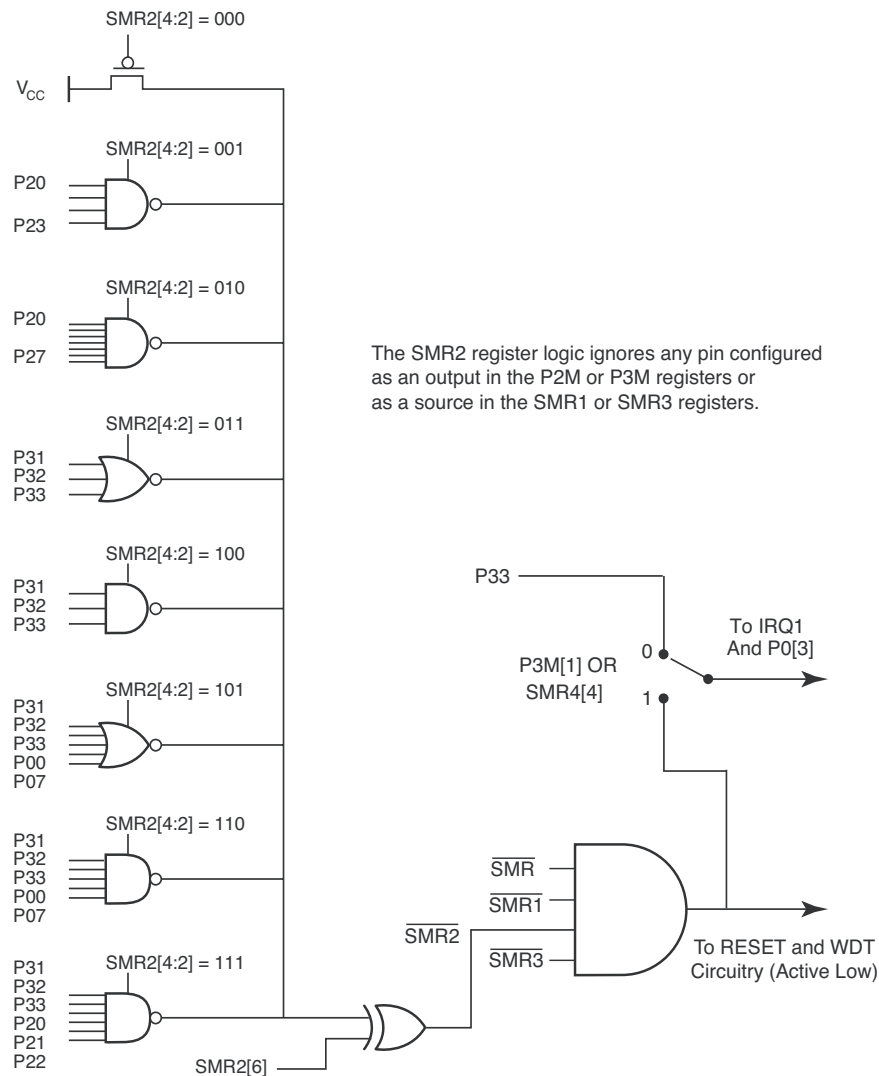 SMR2[4:2] = 000
VCC
SMR2[4:2] = 001
P20
P23
SMR2[4:2] = 010
P20
P27
The SMR2 register logic ignores any pin configured
as an output in the P2M or P3M registers or
as a source in the SMR1 or SMR3 registers.
SMR2[4:2] = 011
P31
P32
P33
SMR2[4:2] = 100
P31
P32
P33
P33
To IRQ1
And P0[3]
0
P3M[1] OR
SMR4[4]
1
SMR2[4:2] = 101
P31
P32
P33
P00
P07
SMR2[4:2] = 110
P31
P32
P33
P00
P07
SMR
SMR1
SMR2
SMR3
To RESET and WDT
Circuitry (Active Low)
SMR2[4:2] = 111
P31
P32
P33
P20
P21
P22
SMR2[6]